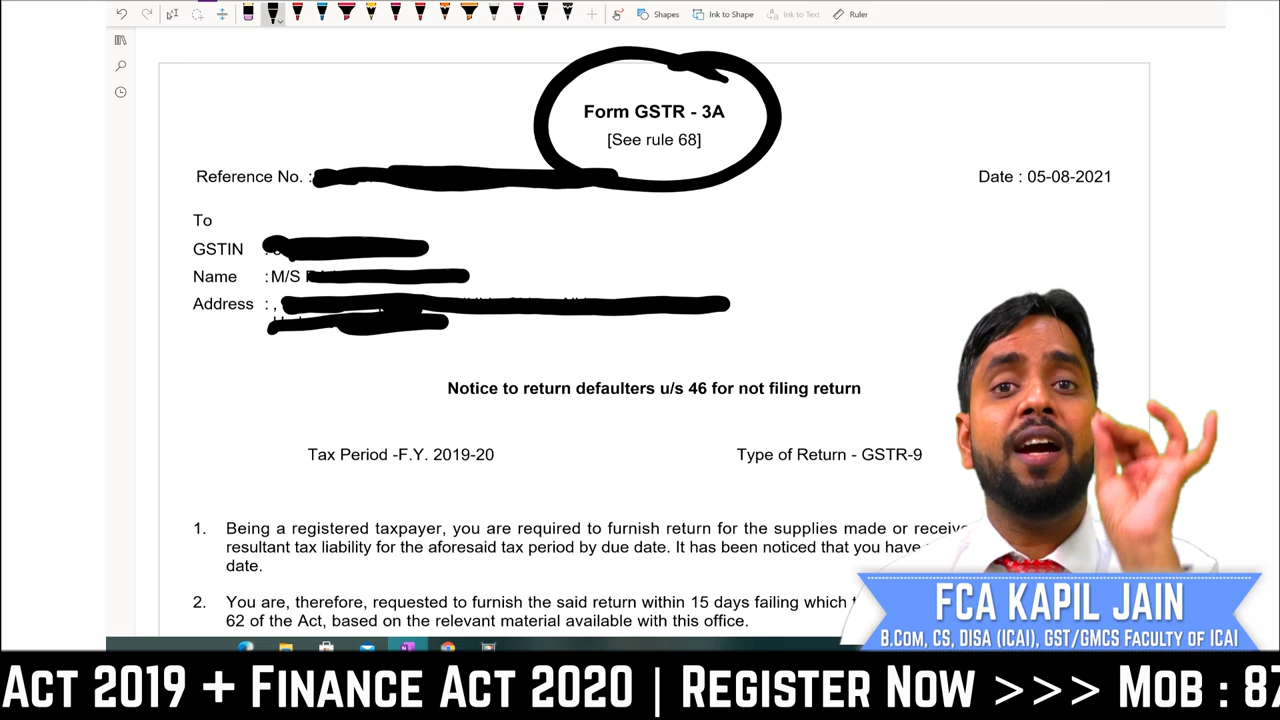 Shapes Ink to Shape Ink to Text Ruler
Form GSTR - 3A
[See rule 68]
Reference No. :
Date : 05-08-2021
To
GSTIN :
Name : M/S
Address : ,
Notice to return defaulters u/s 46 for not filing return
Tax Period -F.Y. 2019-20
Type of Return - GSTR-9
1. Being a registered taxpayer, you are required to furnish return for the supplies made or receive
resultant tax liability for the aforesaid tax period by due date. It has been noticed that you have
date.
2. You are, therefore, requested to furnish the said return within 15 days failing which
62 of the Act, based on the relevant material available with this office.
FCA KAPIL JAIN
B.Com, CS, DISA (ICAI), GST/GMCS Faculty of ICAI
Act 2019 + Finance Act 2020 | Register Now >>> Mob : 87